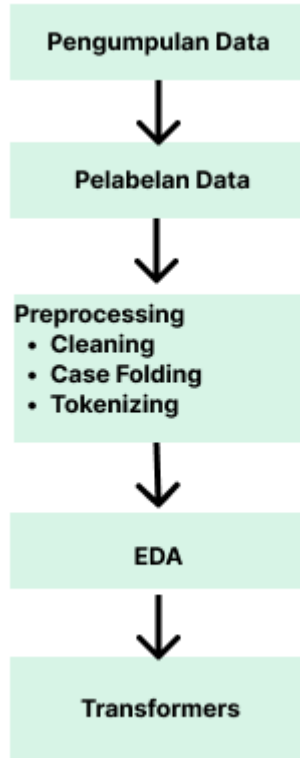 Pengumpulan Data
Pelabelan Data
Preprocessing
• Cleaning
• Case Folding
• Tokenizing
EDA
Transformers